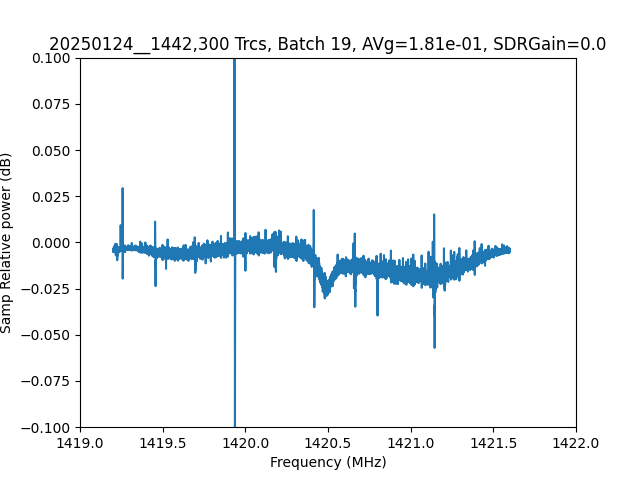 20250124__1442,300 Trcs, Batch 19, AVg=1.81e-01, SDRGain=0.0
0.100
0.075
0.050
0.025
0.000
−0.025
−0.050
−0.075
−0.100
Samp Relative power (dB)
1419.0 1419.5 1420.0 1420.5 1421.0 1421.5 1422.0
Frequency (MHz)